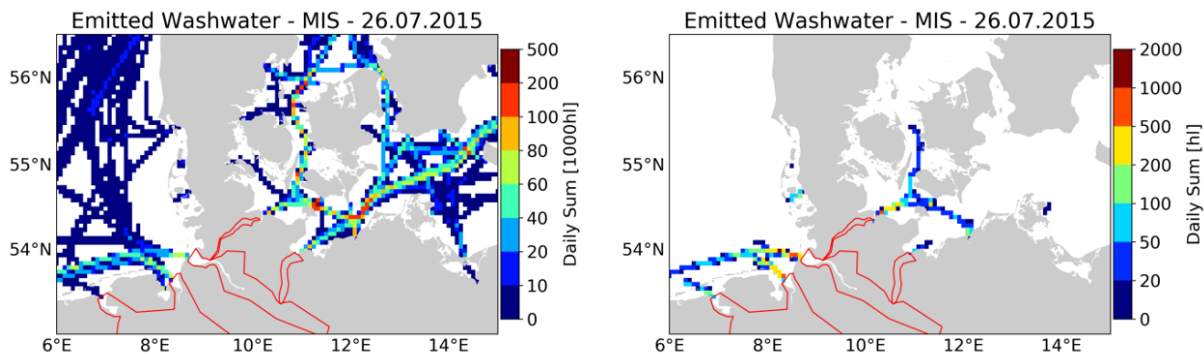 Emitted Washwater - MIS - 26.07.2015
56°N
55°N
54°N
6°E 8°E 10°E 12°E 14°E
500
200
100
80
60
40
20
10
0
Daily Sum [1000hl]
Emitted Washwater - MIS - 26.07.2015
56°N
55°N
54°N
6°E 8°E 10°E 12°E 14°E
2000
1000
500
200
100
50
20
0
Daily Sum [hl]